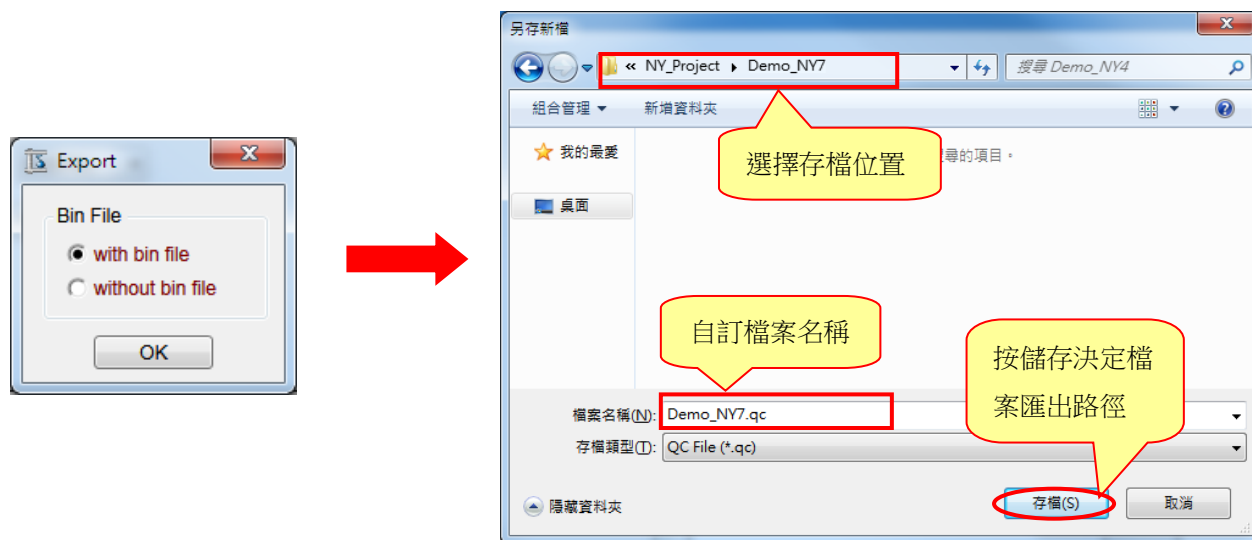 Export
Bin File
with bin file
without bin file
OK
另存新檔
« NY_Project ▸ Demo_NY7
搜尋 Demo_NY4
組合管理
新增資料夾
我的最愛
尋的項目。
選擇存檔位置
桌面
自訂檔案名稱
按儲存決定檔
案匯出路徑
檔案名稱(N): Demo_NY7.qc
存檔類型(T): QC File (*.qc)
隱藏資料夾
存檔(S)
取消